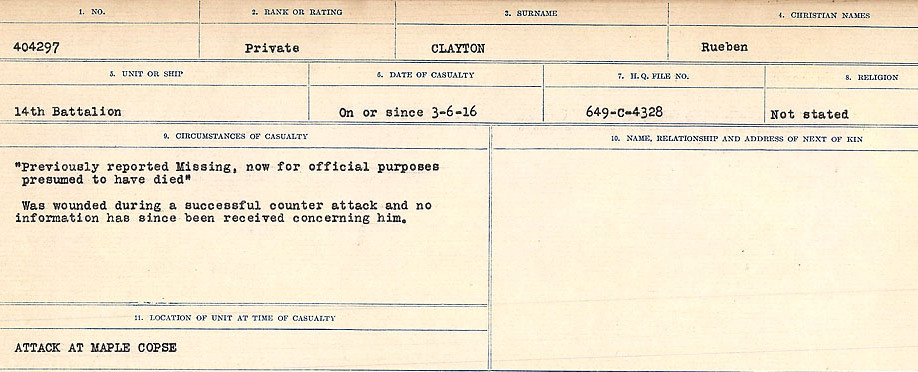 1. NO.
2. RANK OR RATING
3. SURNAME
4. CHRISTIAN NAMES
404297
Private
CLAYTON
Rueben
5. UNIT OR SHIP
6. DATE OF CASUALTY
7. H.Q. FILE NO.
8. RELIGION
14th Battalion
On or since 3-6-16
649-C-4328
Not stated
9. CIRCUMSTANCES OF CASUALTY
"Previously reported Missing, now for official purposes
presumed to have died"
Was wounded during a successful counter attack and no
information has since been received concerning him.
10. NAME, RELATIONSHIP AND ADDRESS OF NEXT OF KIN
11. LOCATION OF UNIT AT TIME OF CASUALTY
ATTACK AT MAPLE COPSE